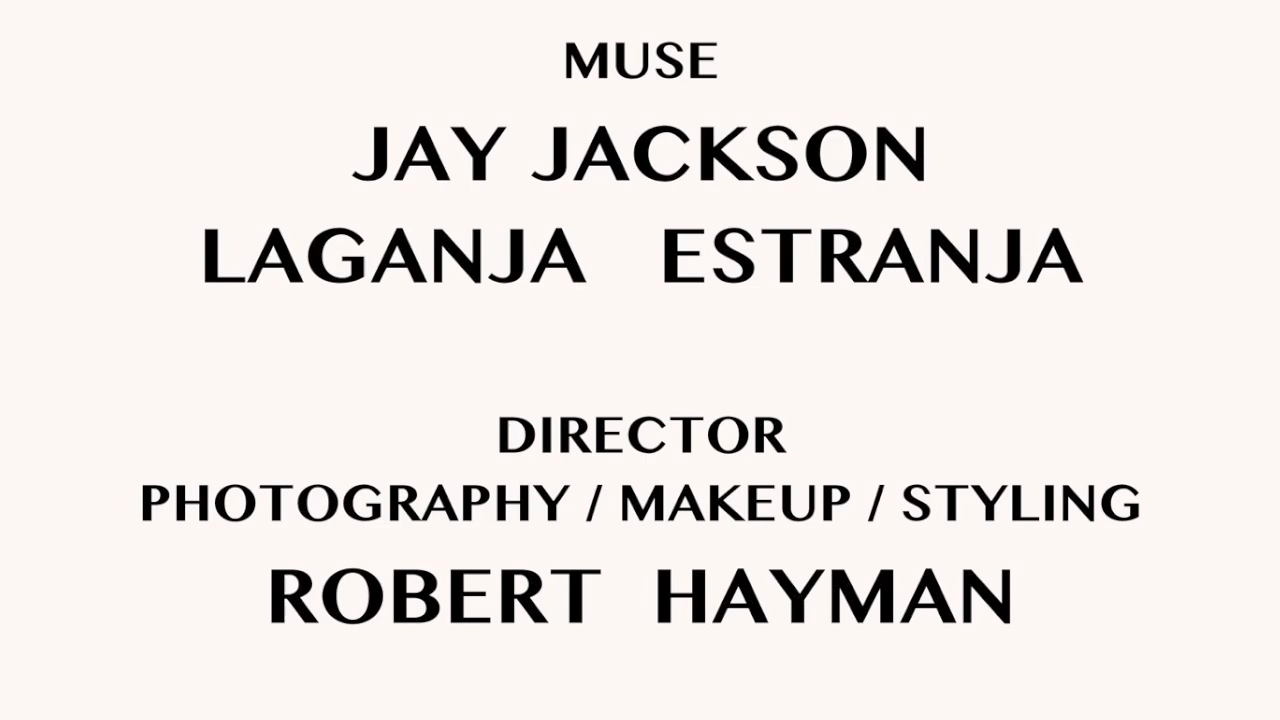 MUSE
JAY JACKSON
LAGANJA ESTRANJA
DIRECTOR
PHOTOGRAPHY / MAKEUP / STYLING
ROBERT HAYMAN